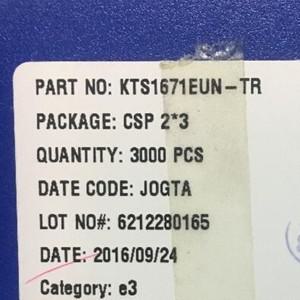 PART NO: KTS1671EUN-TR
PACKAGE: CSP 2*3
QUANTITY: 3000 PCS
DATE CODE: JOGTA
LOT NO#: 6212280165
DATE: 2016/09/24
Category: e3